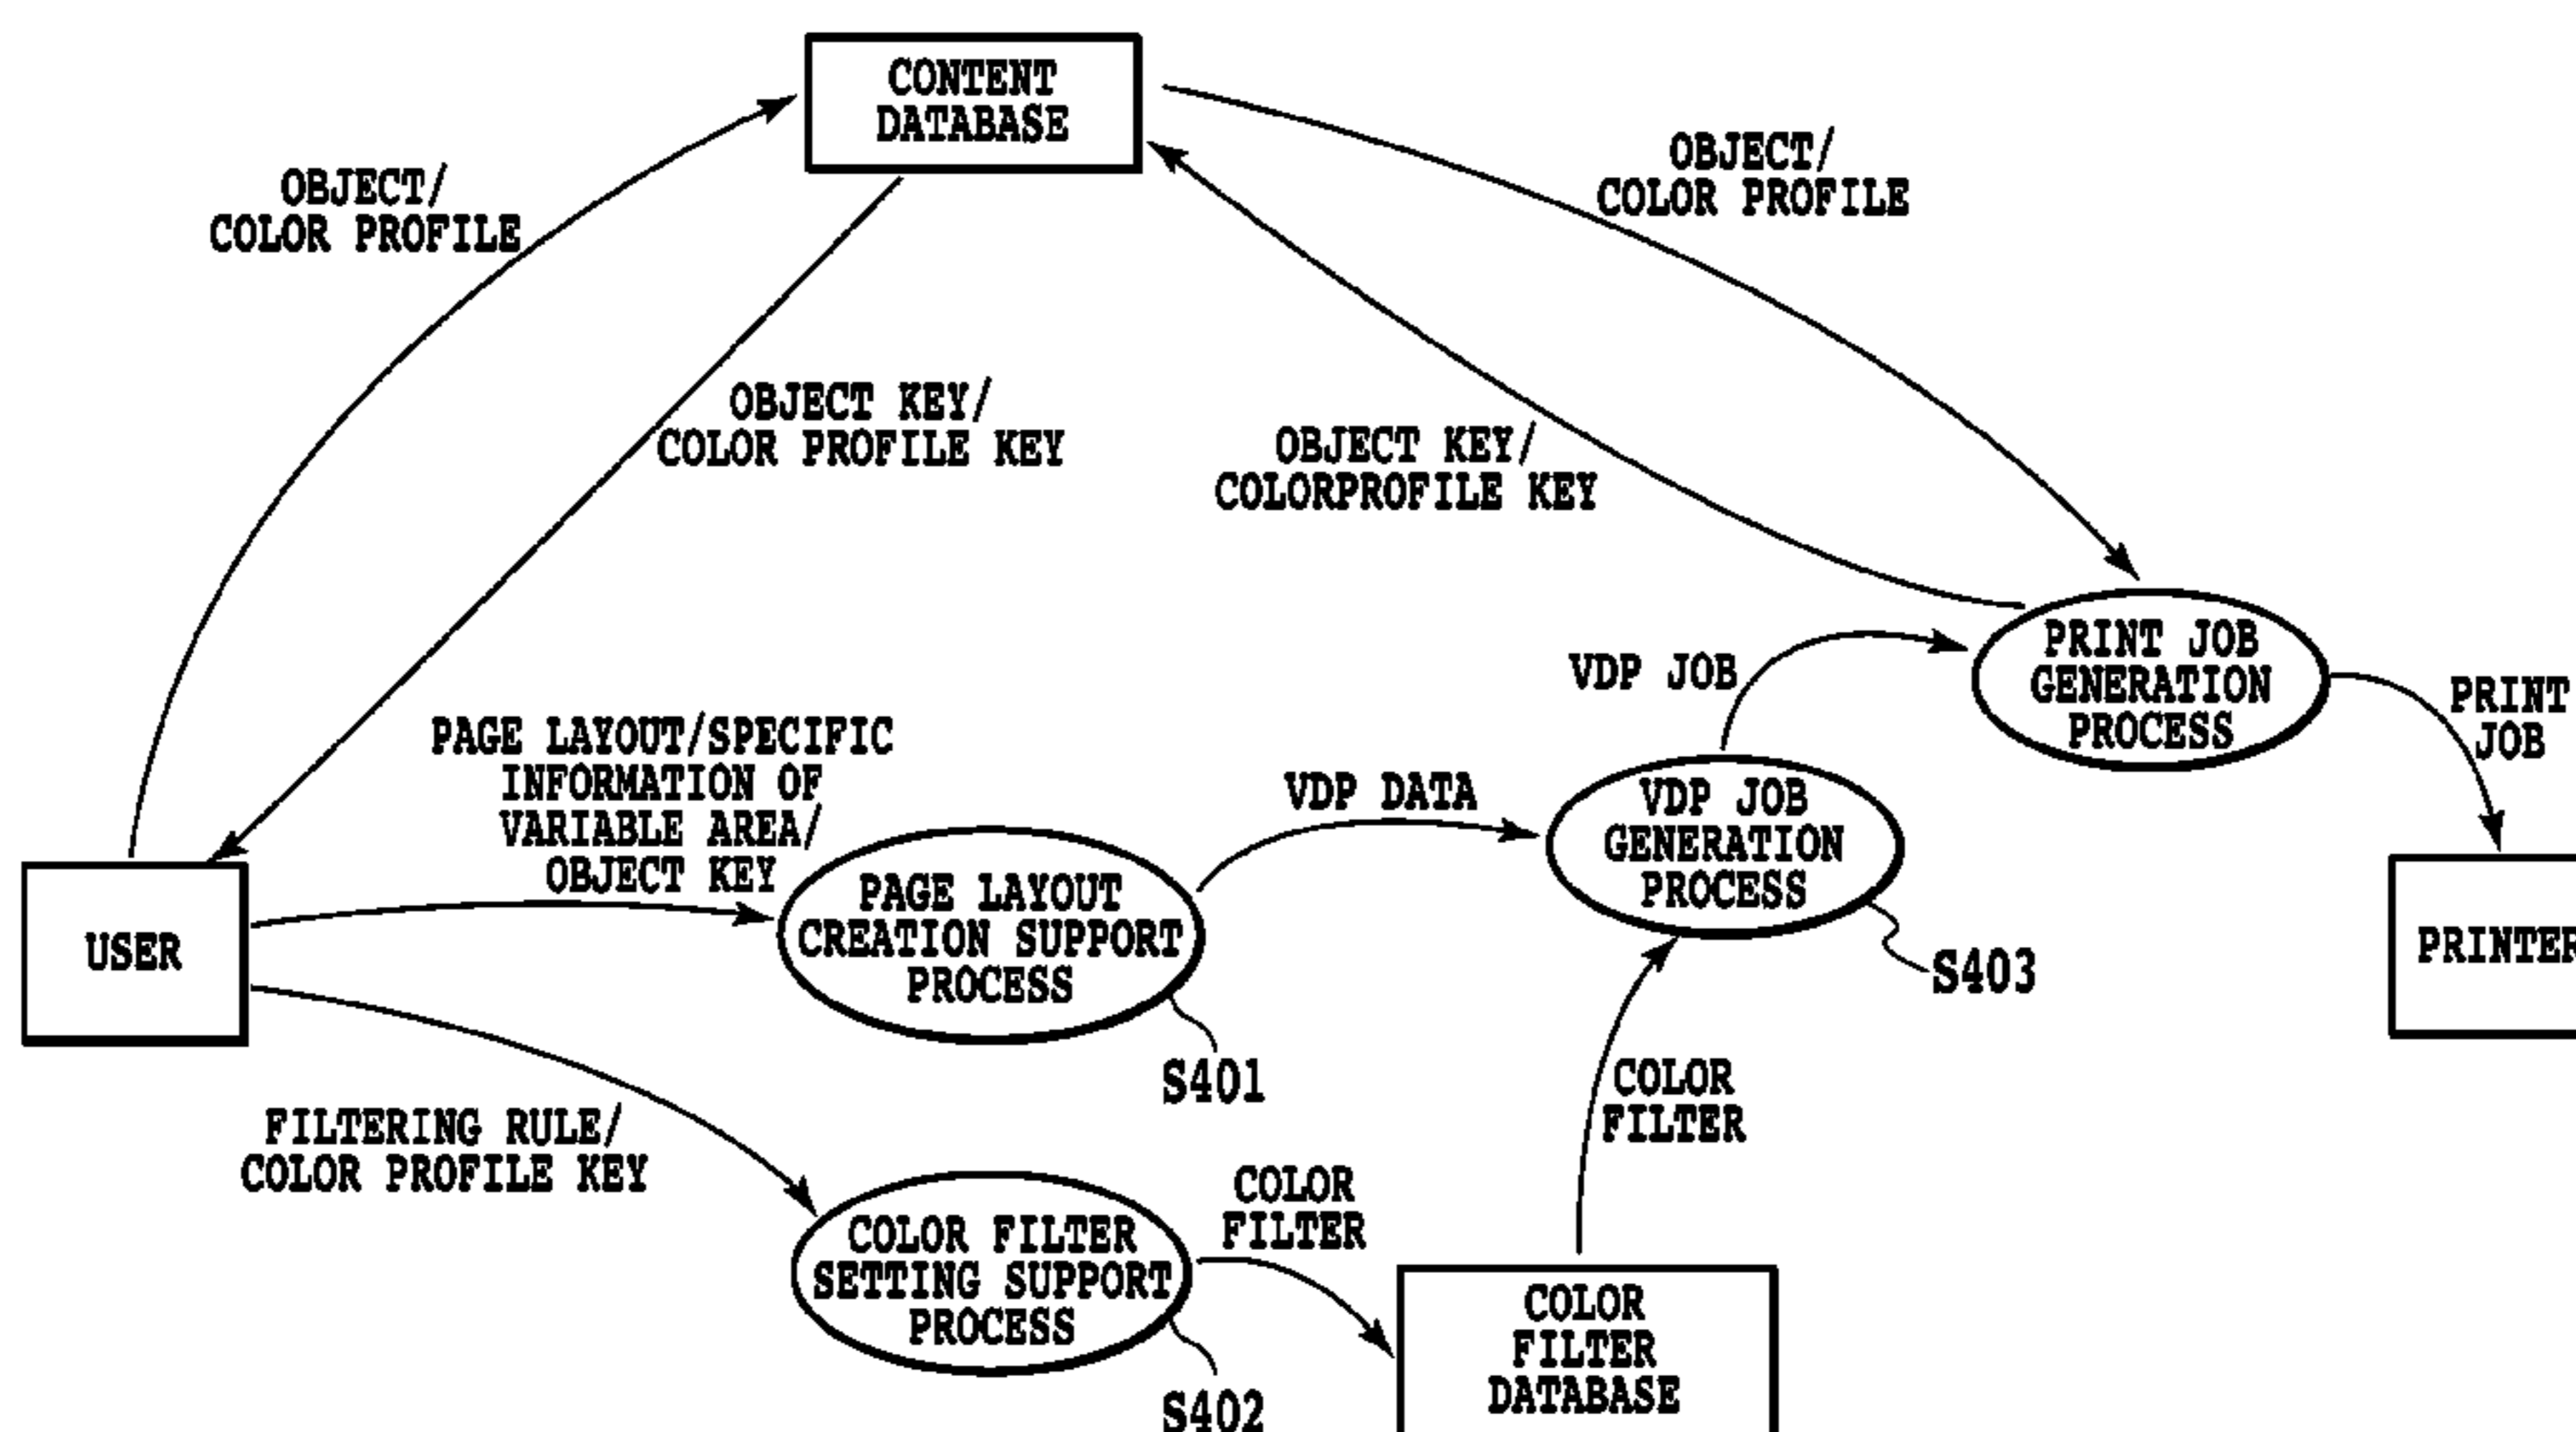 CONTENT
DATABASE
OBJECT/
COLOR PROFILE
OBJECT/
COLOR PROFILE
OBJECT KEY/
COLOR PROFILE KEY
OBJECT KEY/
COLORPROFILE KEY
PRINT JOB
GENERATION
PROCESS
VDP JOB
PRINT
JOB
PAGE LAYOUT/SPECIFIC
INFORMATION OF
VARIABLE AREA/
OBJECT KEY
VDP DATA
VDP JOB
GENERATION
PROCESS
S403
USER
PAGE LAYOUT
CREATION SUPPORT
PROCESS
S401
PRINTER
FILTERING RULE/
COLOR PROFILE KEY
COLOR
FILTER
COLOR FILTER
SETTING SUPPORT
PROCESS
S402
COLOR
FILTER
COLOR
FILTER
DATABASE